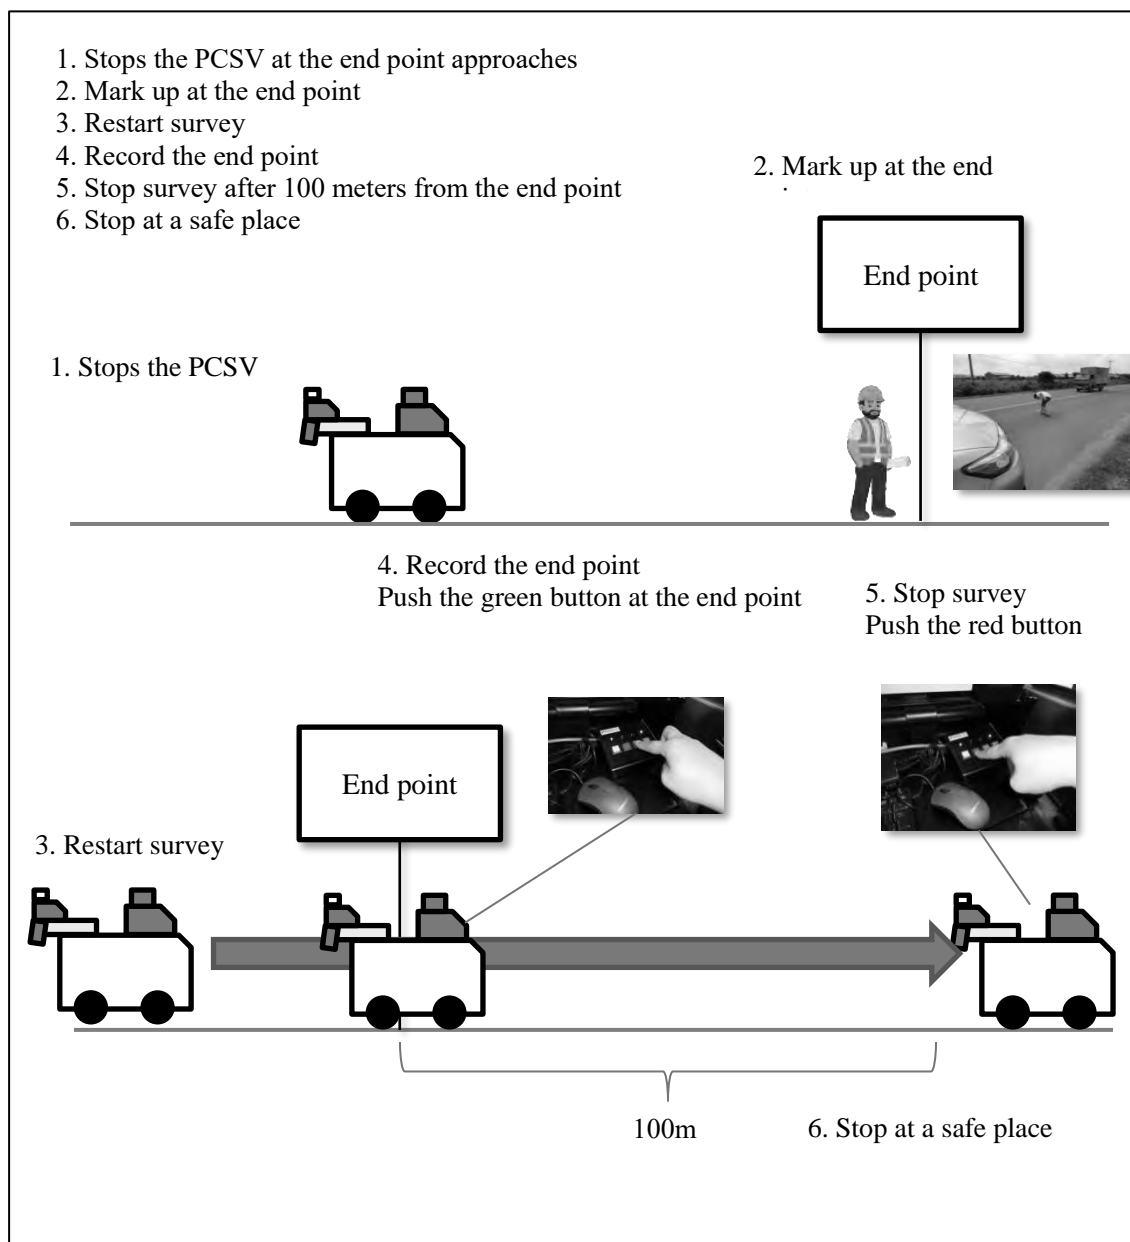 1. Stops the PCSV at the end point approaches
2. Mark up at the end point
3. Restart survey
4. Record the end point
5. Stop survey after 100 meters from the end point
6. Stop at a safe place
2. Mark up at the end
End point
1. Stops the PCSV
4. Record the end point
Push the green button at the end point
5. Stop survey
Push the red button
End point
3. Restart survey
100m
6. Stop at a safe place